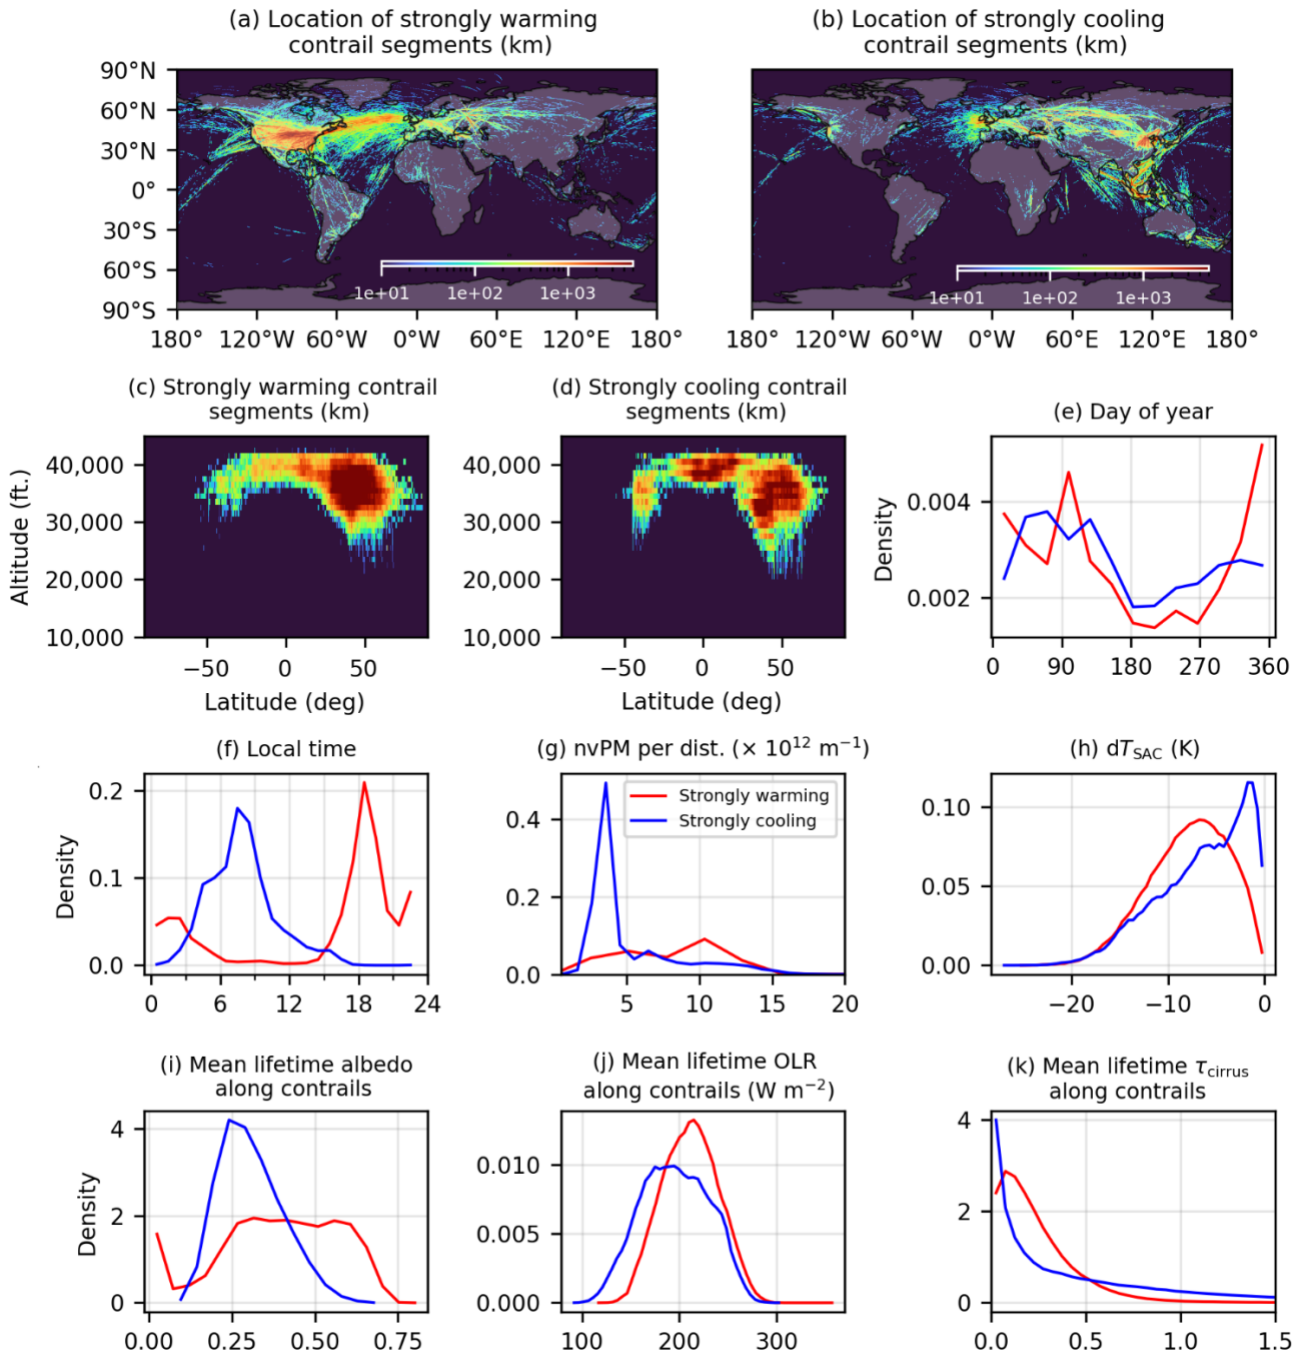 (a) Location of strongly warming
contrail segments (km)
(b) Location of strongly cooling
contrail segments (km)
90°N
60°N
30°N
0°
30°S
60°S
90°S
1e+01 1e+02 1e+03
1e+01 1e+02 1e+03
180° 120°W 60°W 0°W 60°E 120°E 180°
180° 120°W 60°W 0°W 60°E 120°E 180°
(c) Strongly warming contrail
segments (km)
(d) Strongly cooling contrail
segments (km)
(e) Day of year
Altitude (ft.)
40,000
30,000
20,000
10,000
−50 0 50
Latitude (deg)
40,000
30,000
20,000
10,000
−50 0 50
Latitude (deg)
Density
0.004
0.002
0 90 180 270 360
(f) Local time
(g) nvPM per dist. (× 10¹² m⁻¹)
(h) dT_SAC (K)
Density
0.2
0.1
0.0
0 6 12 18 24
0.4
0.2
0.0
Strongly warming
Strongly cooling
5 10 15 20
0.10
0.05
0.00
−20 −10 0
(i) Mean lifetime albedo
along contrails
(j) Mean lifetime OLR
along contrails (W m⁻²)
(k) Mean lifetime τ_cirrus
along contrails
Density
4
2
0
0.00 0.25 0.50 0.75
0.010
0.005
0.000
100 200 300
4
2
0
0.0 0.5 1.0 1.5